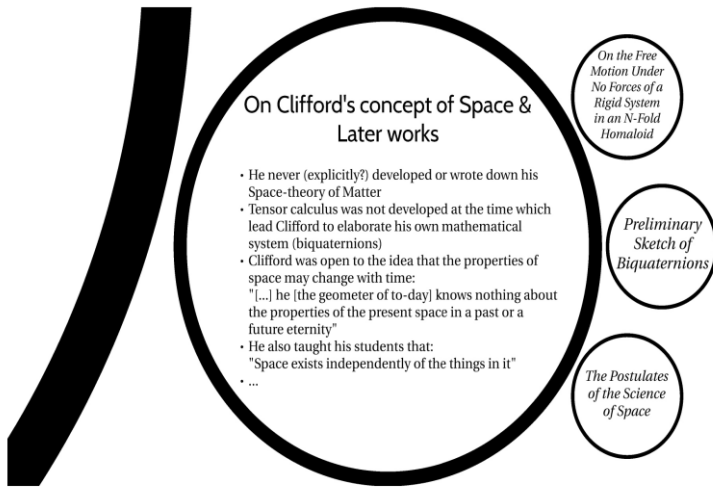 On Clifford's concept of Space &
Later works
• He never (explicitly?) developed or wrote down his
Space-theory of Matter
• Tensor calculus was not developed at the time which
lead Clifford to elaborate his own mathematical
system (biquaternions)
• Clifford was open to the idea that the properties of
space may change with time:
"[...] he [the geometer of to-day] knows nothing about
the properties of the present space in a past or a
future eternity"
• He also taught his students that:
"Space exists independently of the things in it"
• ...
On the Free
Motion Under
No Forces of a
Rigid System
in an N-Fold
Homaloid
Preliminary
Sketch of
Biquaternions
The Postulates
of the Science
of Space